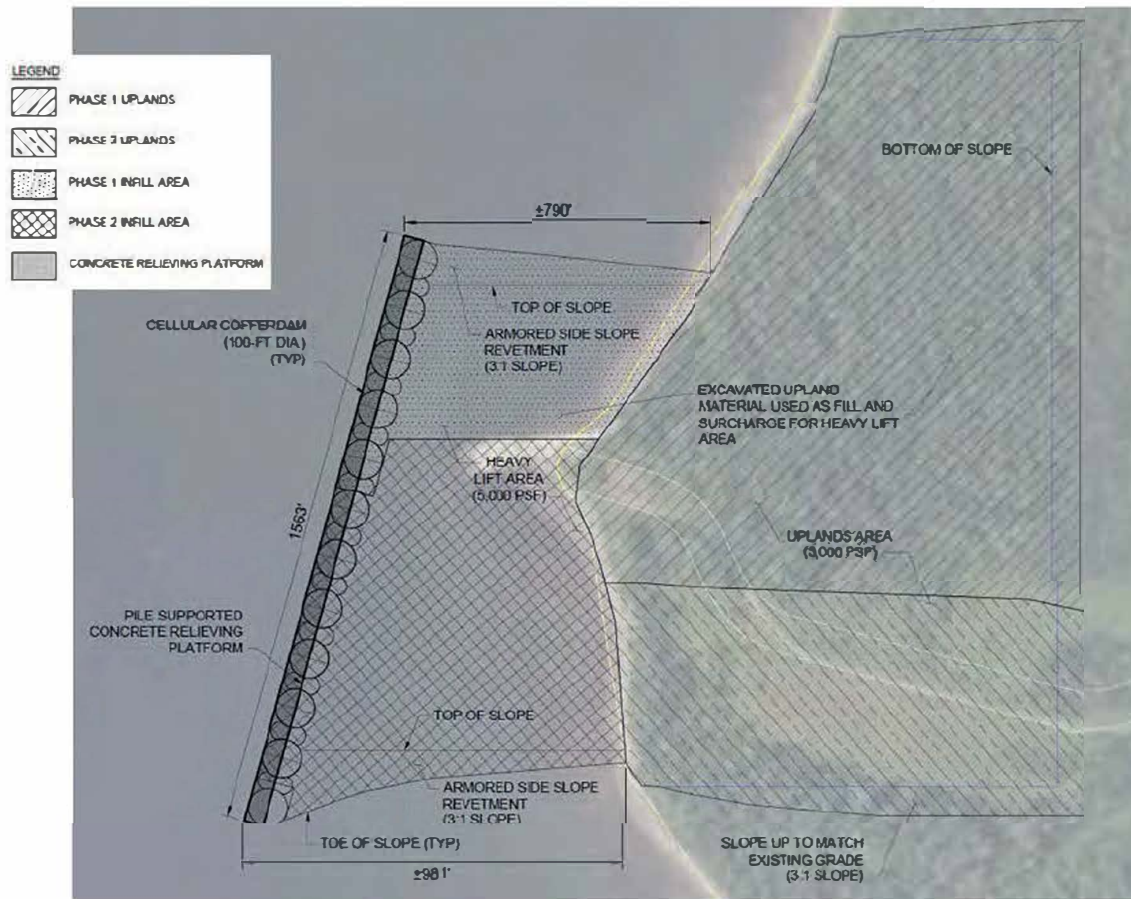 LEGEND
PHASE 1 UPLANDS
PHASE 2 UPLANDS
PHASE 1 INFILL AREA
PHASE 2 INFILL AREA
CONCRETE RELIEVING PLATFORM
±790'
BOTTOM OF SLOPE
TOP OF SLOPE
CELLULAR COFFERDAM
(100-FT DIA)
(TYP)
ARMORED SIDE SLOPE
REVETMENT
(3:1 SLOPE)
EXCAVATED UPLAND
MATERIAL USED AS FILL AND
SURCHARGE FOR HEAVY LIFT
AREA
HEAVY
LIFT AREA
(5,000 PSF)
1563'
UPLANDS AREA
(3,000 PSF)
PILE SUPPORTED
CONCRETE RELIEVING
PLATFORM
TOP OF SLOPE
ARMORED SIDE SLOPE
REVETMENT
(3:1 SLOPE)
TOE OF SLOPE (TYP)
SLOPE UP TO MATCH
EXISTING GRADE
(3:1 SLOPE)
±981'